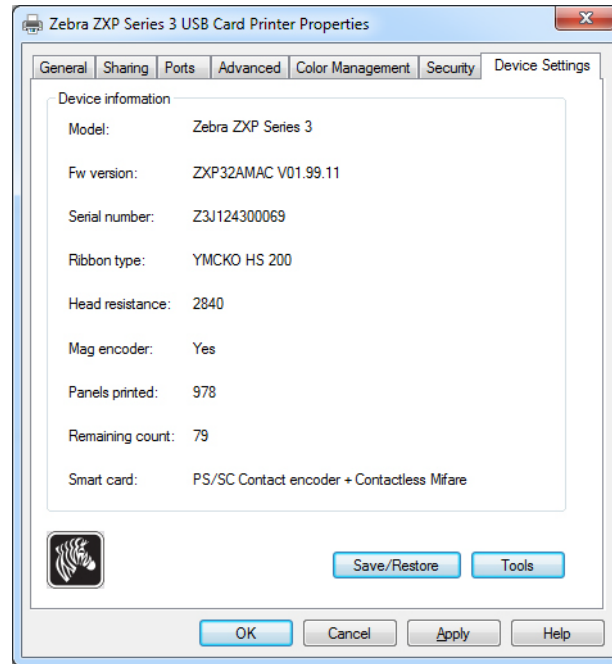 Zebra ZXP Series 3 USB Card Printer Properties
General Sharing Ports Advanced Color Management Security Device Settings
Device information
Model: Zebra ZXP Series 3
Fw version: ZXP32AMAC V01.99.11
Serial number: Z3J124300069
Ribbon type: YMCKO HS 200
Head resistance: 2840
Mag encoder: Yes
Panels printed: 978
Remaining count: 79
Smart card: PS/SC Contact encoder + Contactless Mifare
Save/Restore Tools
OK Cancel Apply Help